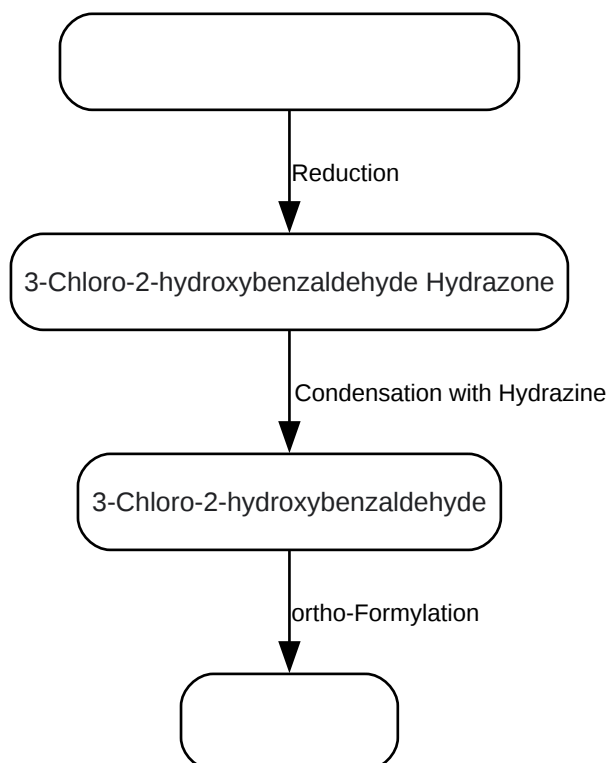 Reduction
3-Chloro-2-hydroxybenzaldehyde Hydrazone
Condensation with Hydrazine
3-Chloro-2-hydroxybenzaldehyde
ortho-Formylation